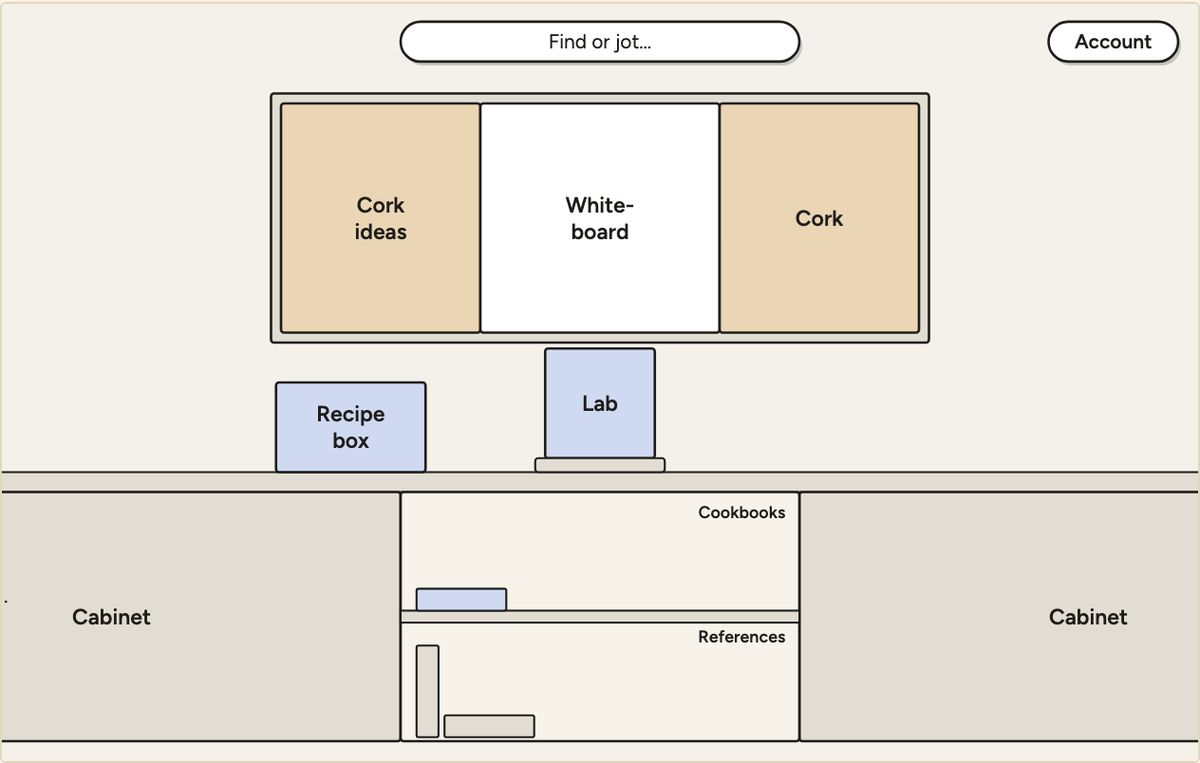 Find or jot...
Account
Cork
ideas
White-
board
Cork
Recipe
box
Lab
Cookbooks
Cabinet
Cabinet
References